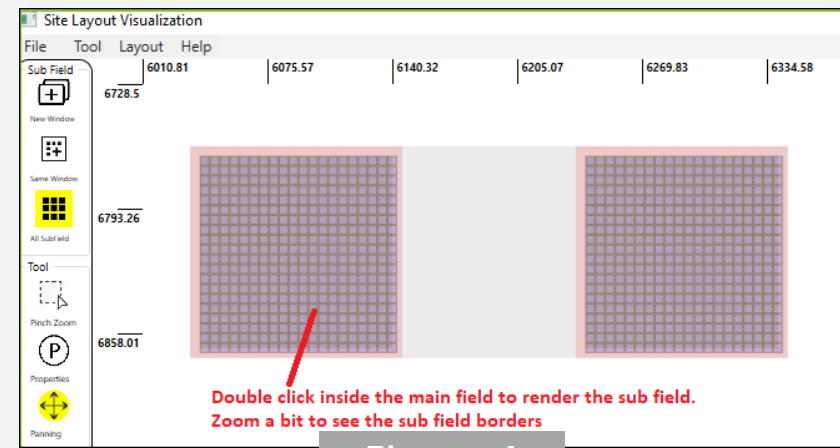 Site Layout Visualization
File Tool Layout Help
Sub Field
6010.81 6075.57 6140.32 6205.07 6269.83 6334.58
6728.5
New Window
Same Window
6793.26
All SubField
Tool
Pinch Zoom
6858.01
P
Properties
Double click inside the main field to render the sub field.
Zoom a bit to see the sub field borders
Panning